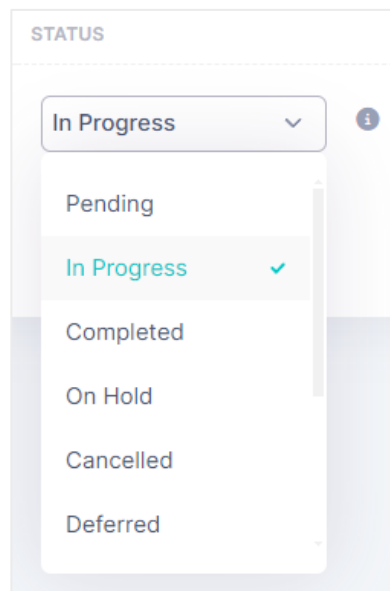 STATUS
In Progress
Pending
In Progress
Completed
On Hold
Cancelled
Deferred